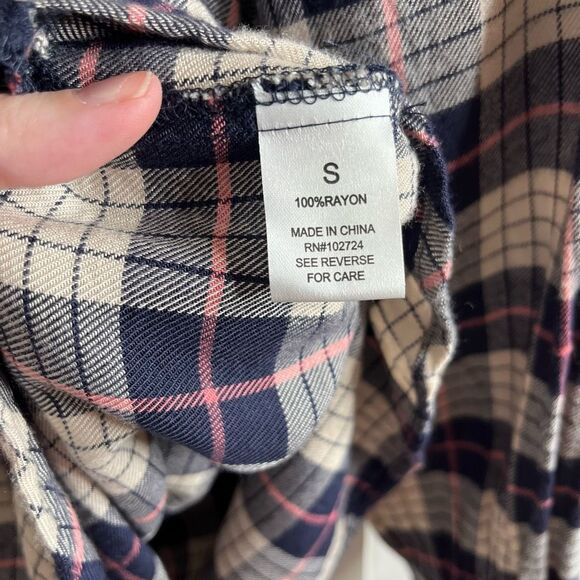 S
100%RAYON
MADE IN CHINA
RN#102724
SEE REVERSE
FOR CARE